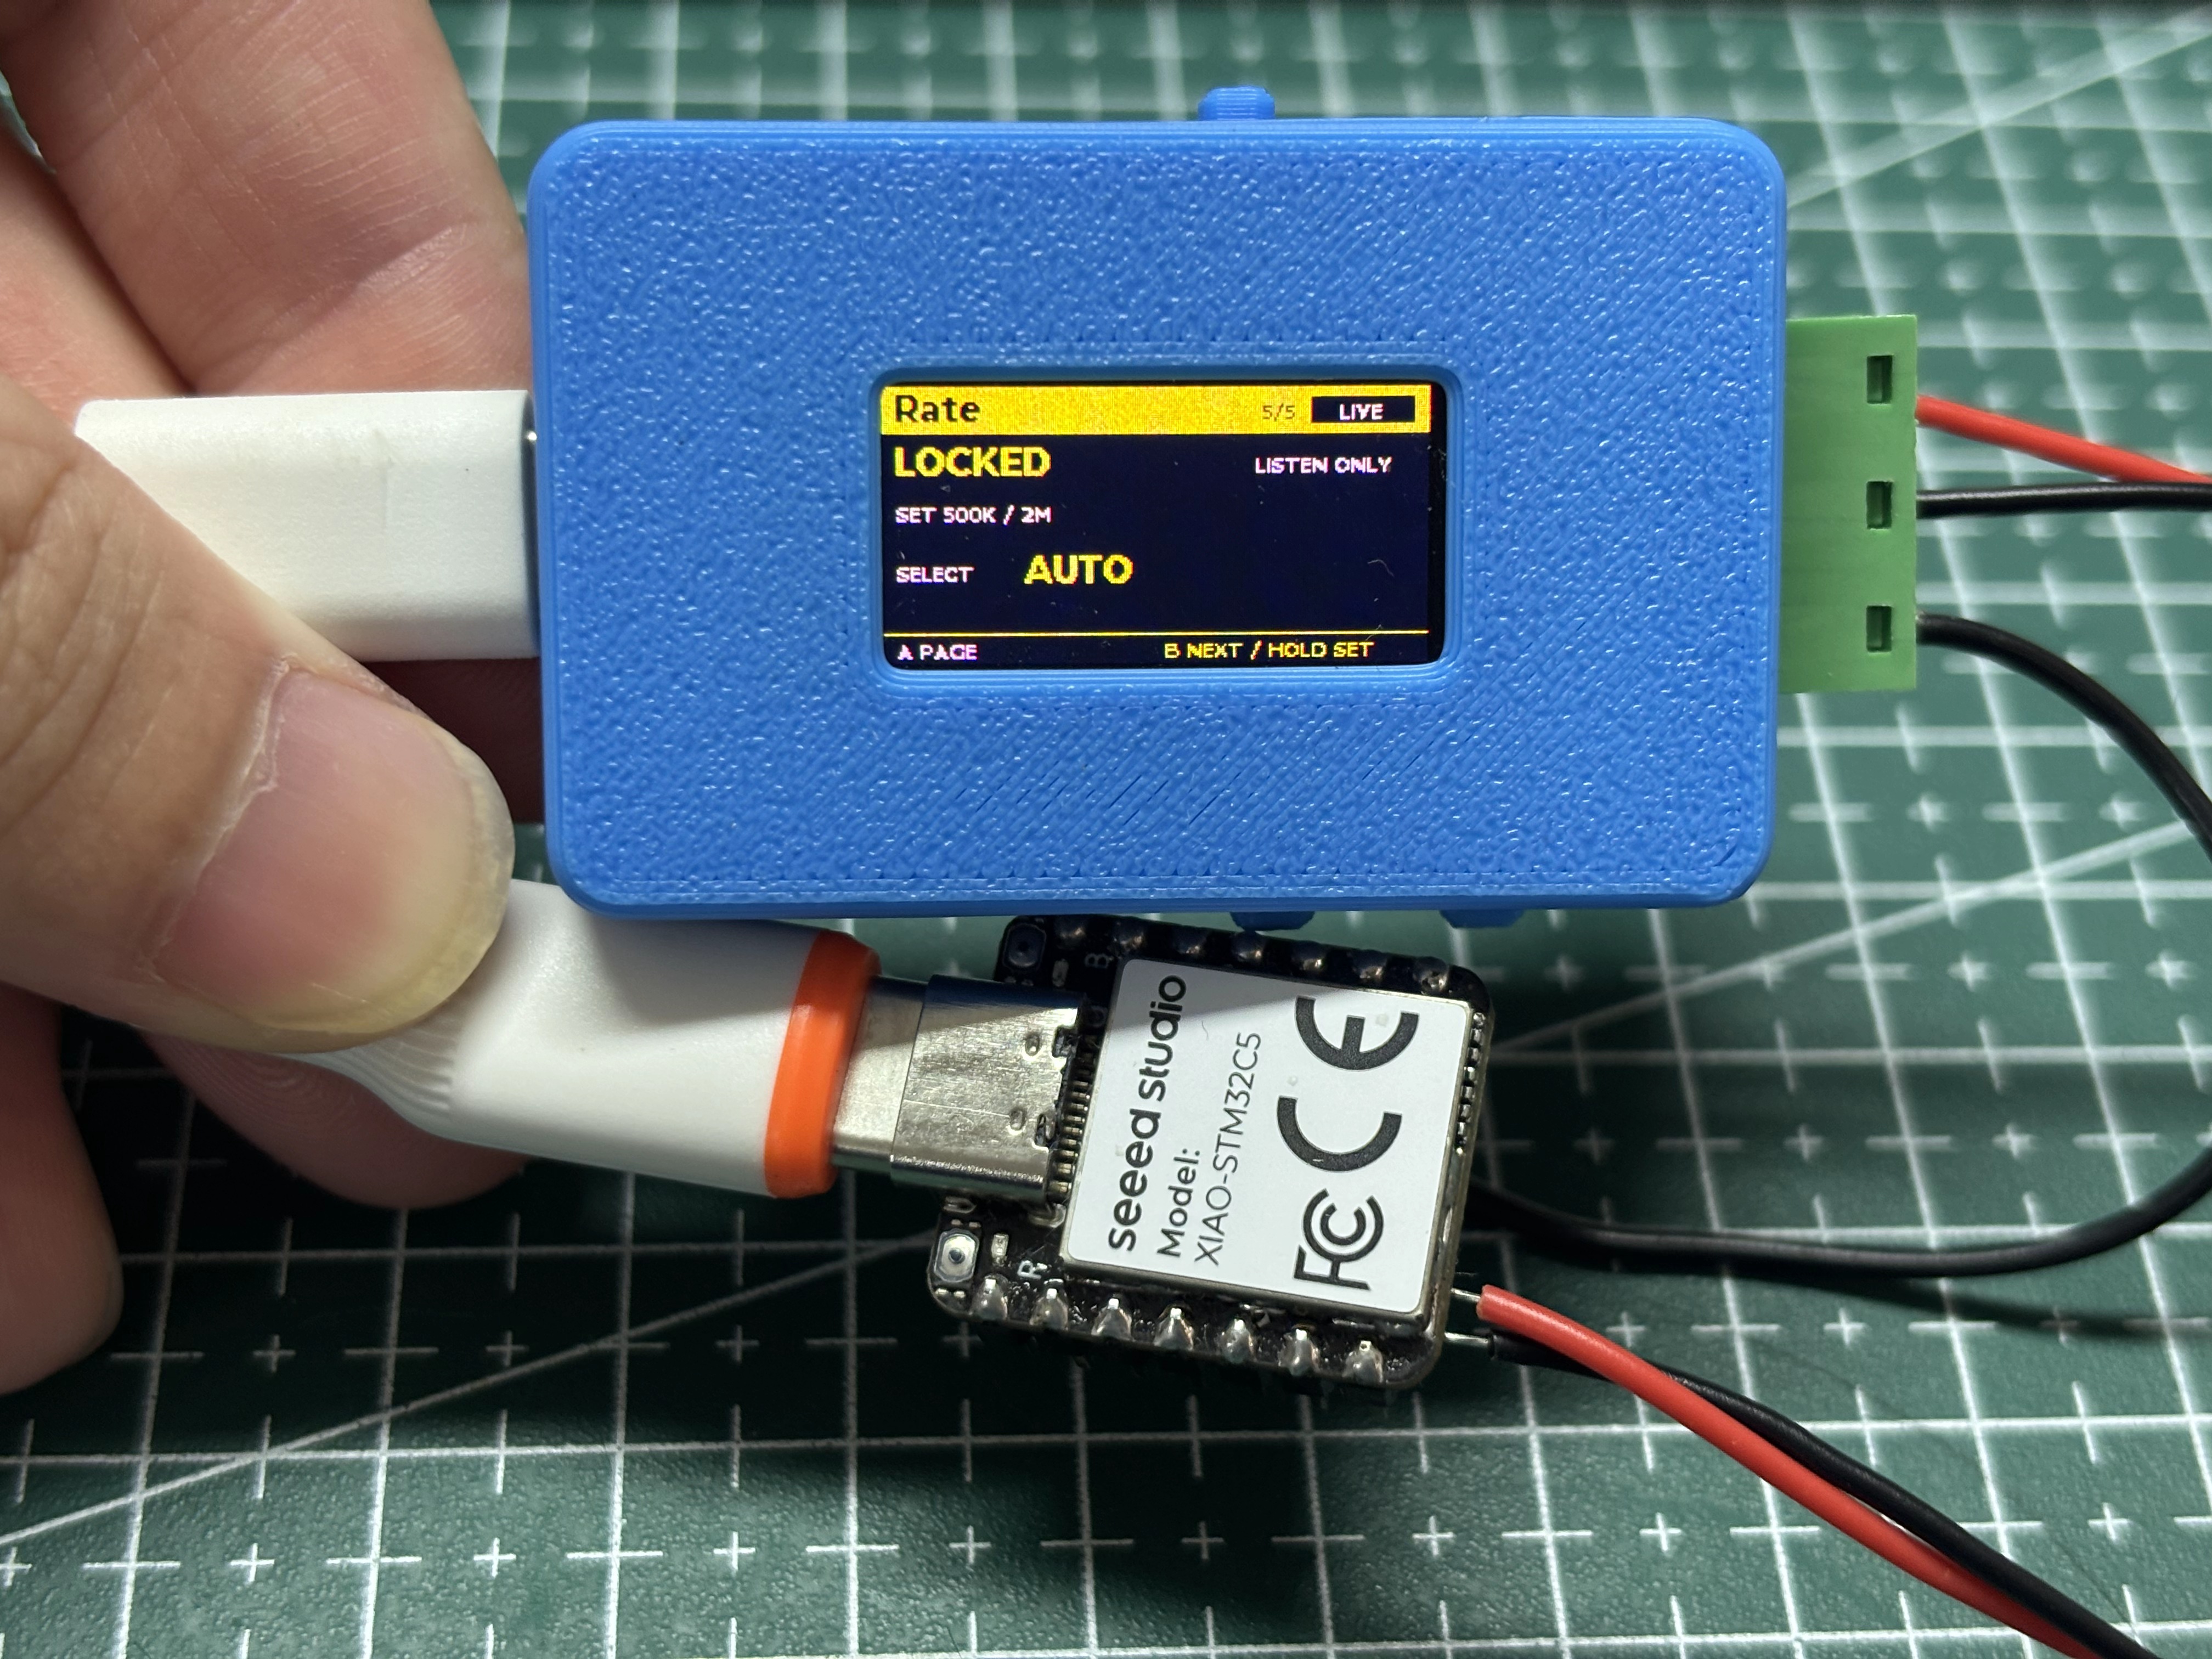 Rate 5/5 LIVE
LOCKED LISTEN ONLY
SET 500K / 2M
SELECT AUTO
A PAGE B NEXT / HOLD SET
B
seeed studio
Model:
XIAO-STM32C5
FC CE
R